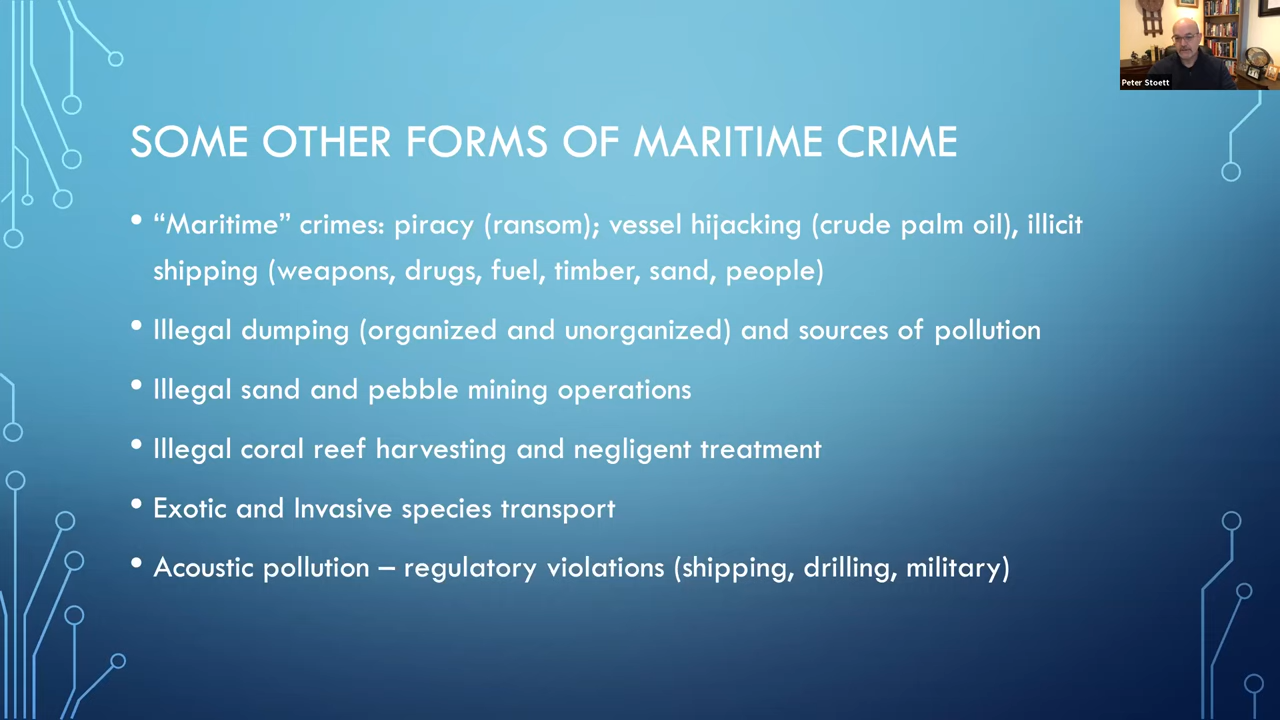 Peter Stoett
SOME OTHER FORMS OF MARITIME CRIME
• “Maritime” crimes: piracy (ransom); vessel hijacking (crude palm oil), illicit
shipping (weapons, drugs, fuel, timber, sand, people)
• Illegal dumping (organized and unorganized) and sources of pollution
• Illegal sand and pebble mining operations
• Illegal coral reef harvesting and negligent treatment
• Exotic and Invasive species transport
• Acoustic pollution – regulatory violations (shipping, drilling, military)